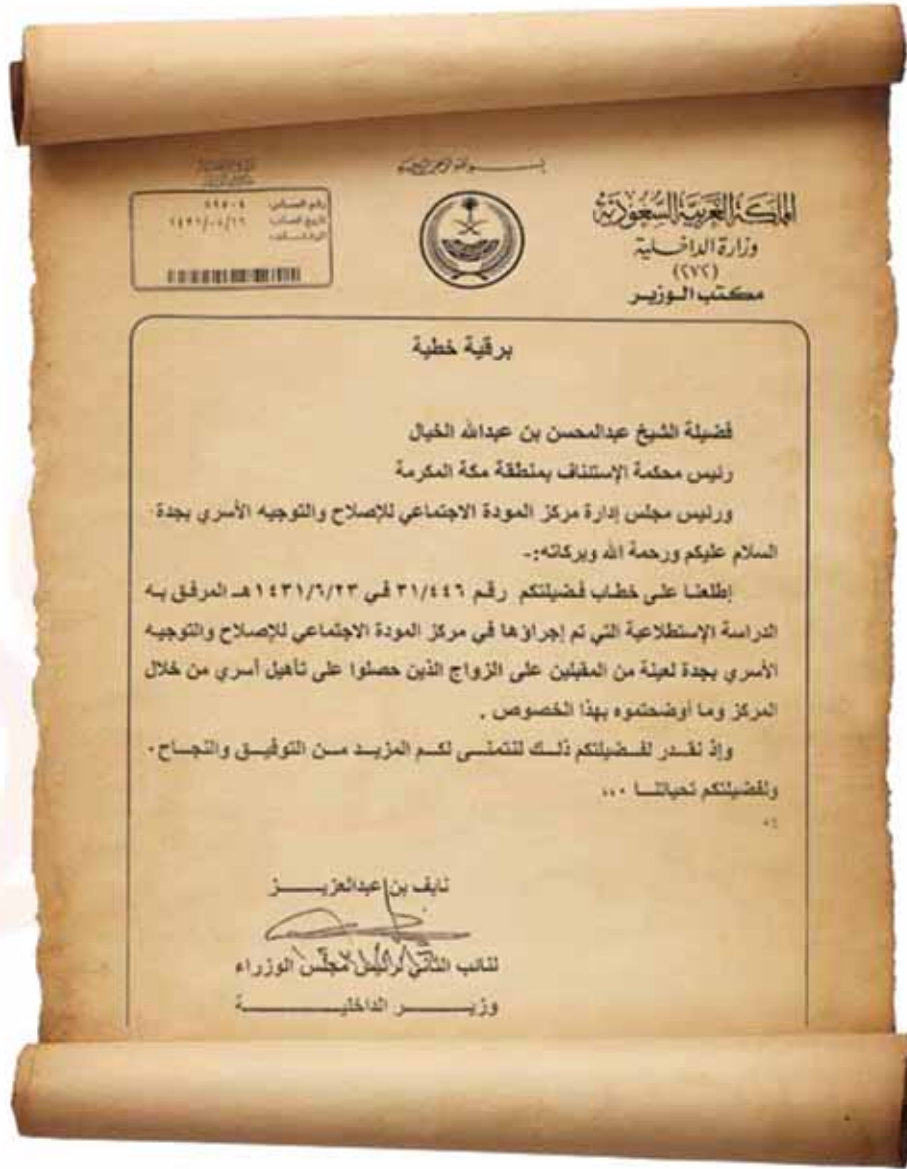 بسم الله الرحمن الرحيم
المملكة العربية السعودية
وزارة الداخلية
(٢٧٢)
مكتب الوزير
رقم الصادر:
تاريخ الصادر:
برقية خطية
فضيلة الشيخ عبدالمحسن بن عبدالله الخيال
رئيس محكمة الإستئناف بمنطقة مكة المكرمة
ورئيس مجلس إدارة مركز المودة الاجتماعي للإصلاح والتوجيه الأسري بجدة
السلام عليكم ورحمة الله وبركاته:-
إطلعنا على خطاب فضيلتكم رقم ٣١/٤٤٦ في ١٤٣١/٦/٢٣هـ المرفق به
الدراسة الإستطلاعية التي تم إجراؤها في مركز المودة الاجتماعي للإصلاح والتوجيه
الأسري بجدة لعينة من المقبلين على الزواج الذين حصلوا على تأهيل أسري من خلال
المركز وما أوضحتموه بهذا الخصوص .
وإذ نقدر لفضيلتكم ذلك لنتمنى لكم المزيد من التوفيق والنجاح .
ولفضيلتكم تحياتنا ...
نايف بن عبدالعزيز
النائب الثاني لرئيس مجلس الوزراء
وزير الداخلية